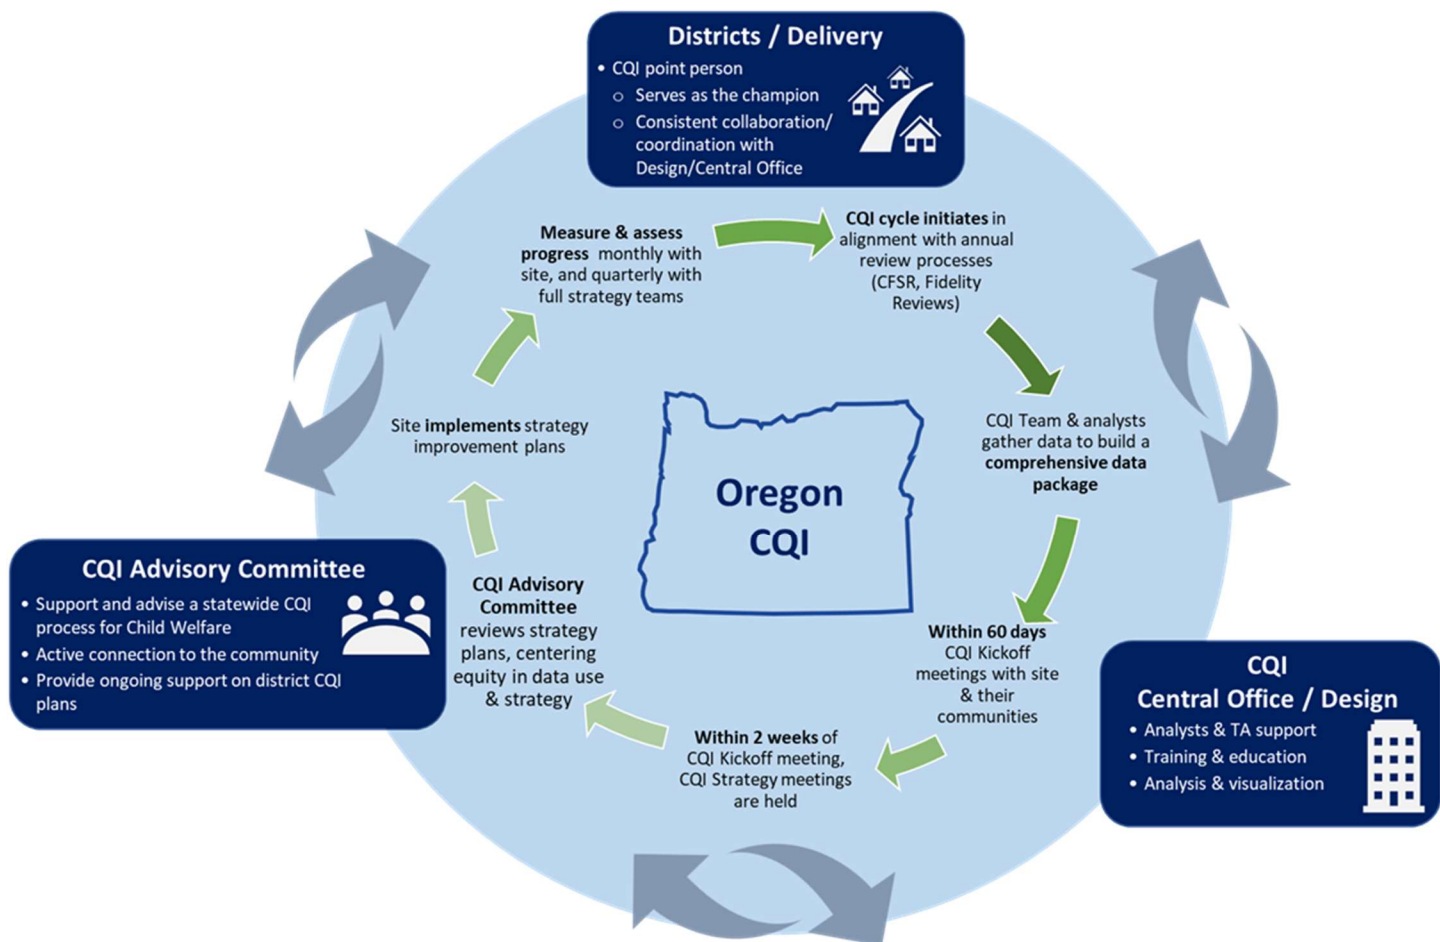 Districts / Delivery
• CQI point person
o Serves as the champion
o Consistent collaboration/
coordination with
Design/Central Office
CQI cycle initiates in
alignment with annual
review processes
(CFSR, Fidelity
Reviews)
CQI Team & analysts
gather data to build a
comprehensive data
package
Within 60 days
CQI Kickoff
meetings with site
& their
communities
Within 2 weeks of
CQI Kickoff meeting,
CQI Strategy meetings
are held
CQI Advisory
Committee
reviews strategy
plans, centering
equity in data use
& strategy
Site implements strategy
improvement plans
Measure & assess
progress monthly with
site, and quarterly with
full strategy teams
Oregon
CQI
CQI Advisory Committee
• Support and advise a statewide CQI
process for Child Welfare
• Active connection to the community
• Provide ongoing support on district CQI
plans
CQI
Central Office / Design
• Analysts & TA support
• Training & education
• Analysis & visualization